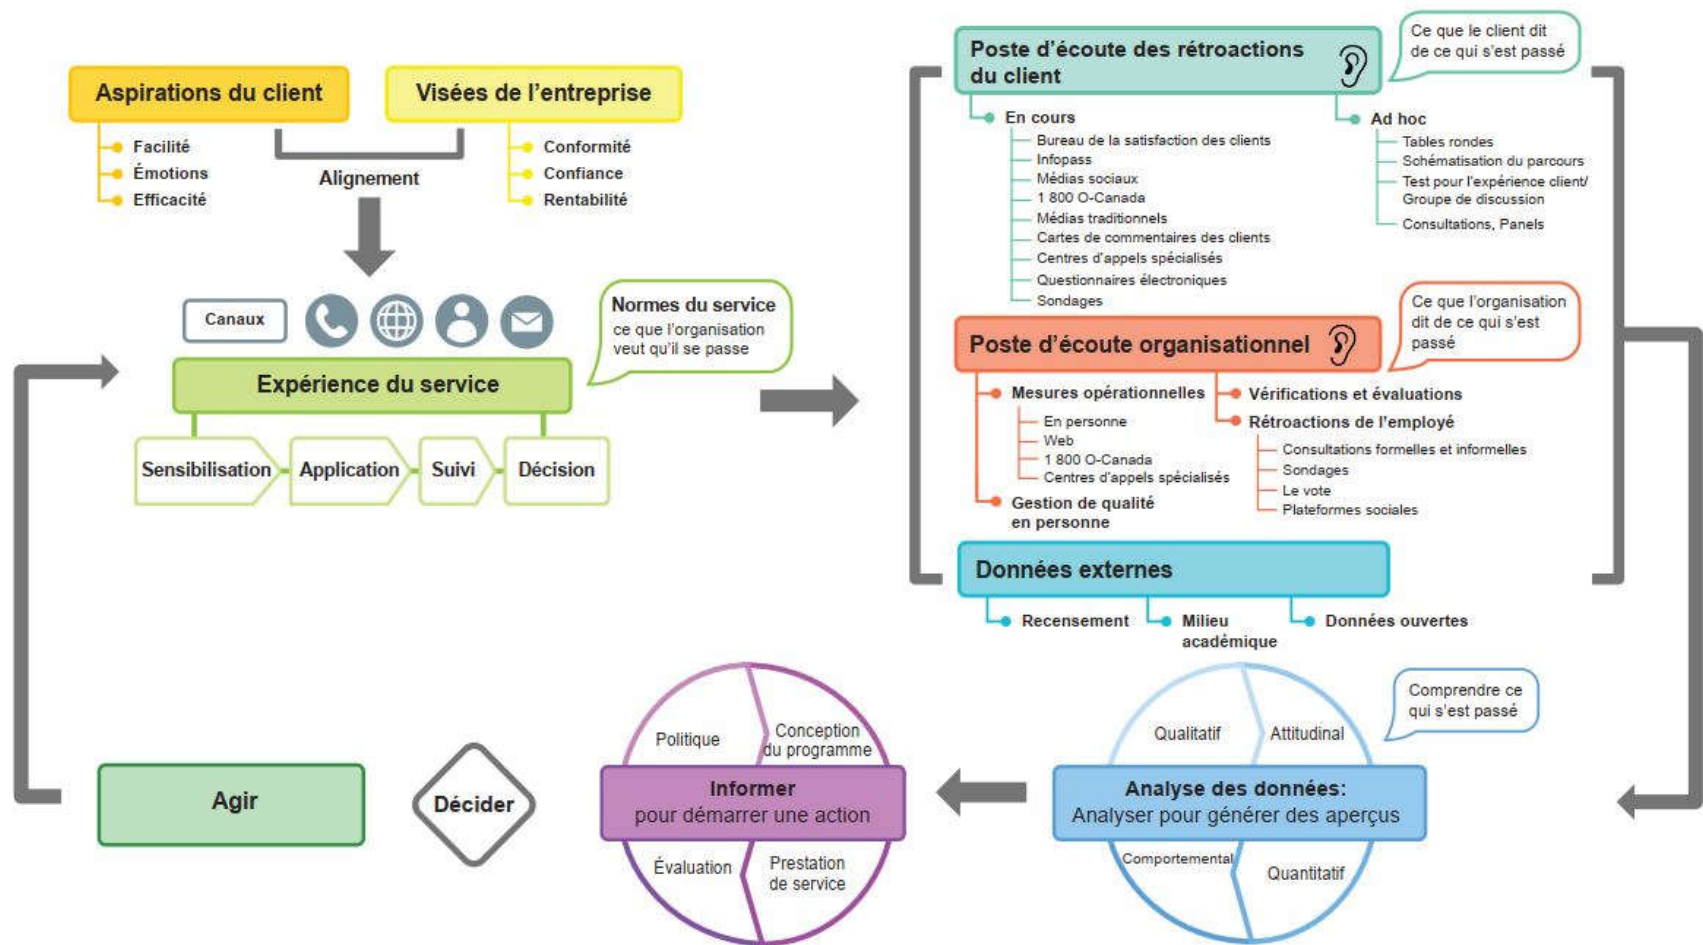 Aspirations du client
Facilité
Émotions
Efficacité
Visées de l'entreprise
Conformité
Confiance
Rentabilité
Alignement
Canaux
Normes du service
ce que l'organisation
veut qu'il se passe
Expérience du service
Sensibilisation
Application
Suivi
Décision
Poste d'écoute des rétroactions
du client
Ce que le client dit
de ce qui s'est passé
En cours
Bureau de la satisfaction des clients
Infopass
Médias sociaux
1 800 O-Canada
Médias traditionnels
Cartes de commentaires des clients
Centres d'appels spécialisés
Questionnaires électroniques
Sondages
Ad hoc
Tables rondes
Schématisation du parcours
Test pour l'expérience client/
Groupe de discussion
Consultations, Panels
Poste d'écoute organisationnel
Ce que l'organisation
dit de ce qui s'est
passé
Mesures opérationnelles
En personne
Web
1 800 O-Canada
Centres d'appels spécialisés
Gestion de qualité
en personne
Vérifications et évaluations
Rétroactions de l'employé
Consultations formelles et informelles
Sondages
Le vote
Plateformes sociales
Données externes
Recensement
Milieu
académique
Données ouvertes
Comprendre ce
qui s'est passé
Qualitatif
Attitudinal
Analyse des données:
Analyser pour générer des aperçus
Comportemental
Quantitatif
Politique
Conception
du programme
Informer
pour démarrer une action
Évaluation
Prestation
de service
Décider
Agir